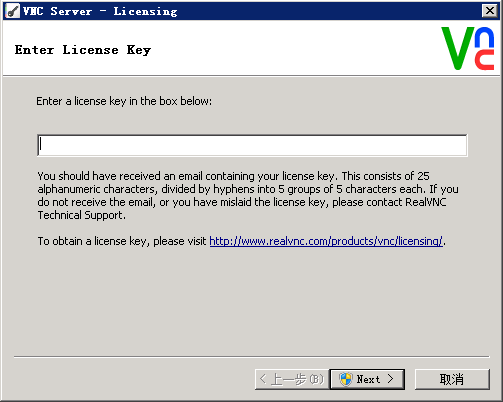 VNC Server - Licensing
Enter License Key
Vnc
Enter a license key in the box below:
You should have received an email containing your license key. This consists of 25
alphanumeric characters, divided by hyphens into 5 groups of 5 characters each. If you
do not receive the email, or you have mislaid the license key, please contact RealVNC
Technical Support.
To obtain a license key, please visit http://www.realvnc.com/products/vnc/licensing/.
< 上一步(B) Next > 取消